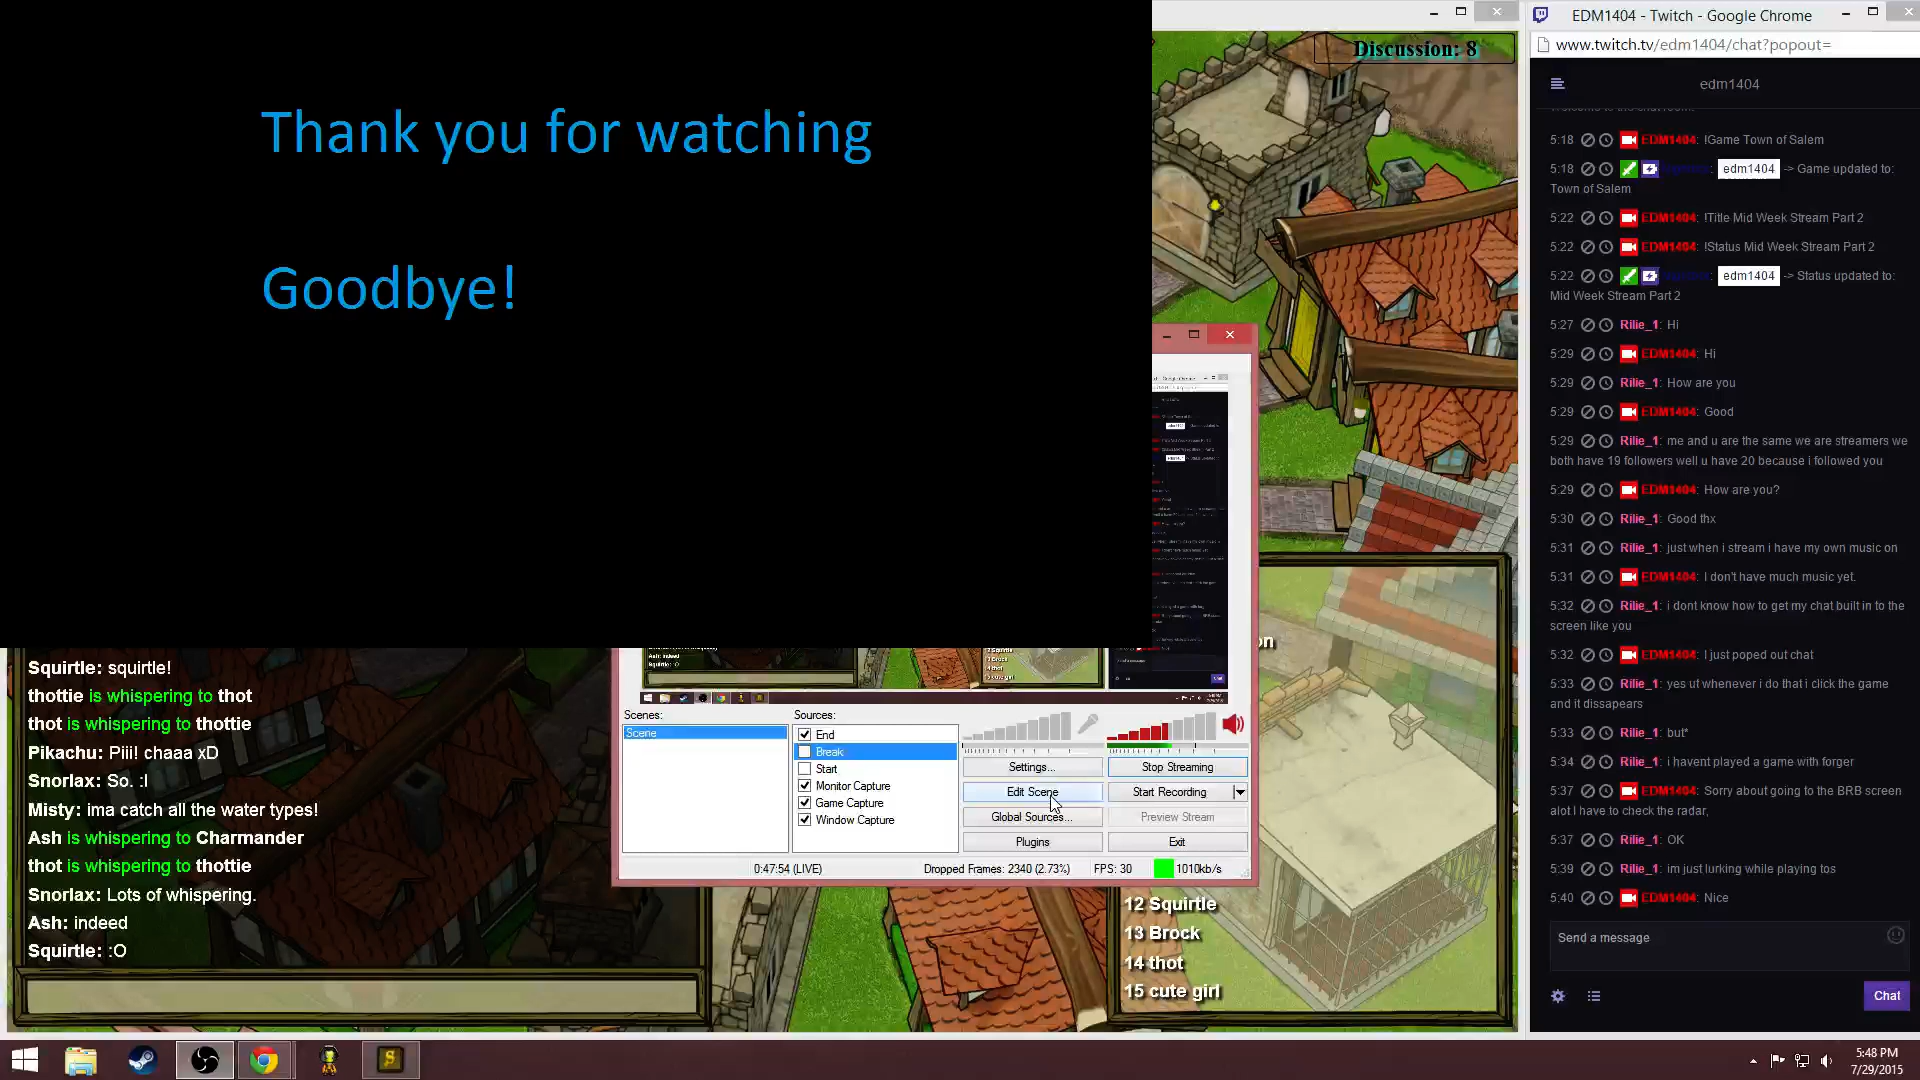 Thank you for watching
Goodbye!
Discussion: 8
Squirtle: squirtle!
thottie is whispering to thot
thot is whispering to thottie
Pikachu: Piii! chaaa xD
Snorlax: So. :l
Misty: ima catch all the water types!
Ash is whispering to Charmander
thot is whispering to thottie
Snorlax: Lots of whispering.
Ash: indeed
Squirtle: :O
Ash: indeed
Squirtle: :O
12 Squirtle
13 Brock
14 thot
15 cute girl
Scenes:
Scene
Sources:
End
Break
Start
Monitor Capture
Game Capture
Window Capture
Settings...
Stop Streaming
Edit Scene
Start Recording
Global Sources...
Preview Stream
Plugins
Exit
0:47:54 (LIVE)
Dropped Frames: 2340 (2.73%)
FPS: 30
1010kb/s
on
12 Squirtle
13 Brock
14 thot
15 cute girl
EDM1404 - Twitch - Google Chrome
www.twitch.tv/edm1404/chat?popout=
edm1404
5:18 EDM1404: !Game Town of Salem
5:18 edm1404 -> Game updated to:
Town of Salem
5:22 EDM1404: !Title Mid Week Stream Part 2
5:22 EDM1404: !Status Mid Week Stream Part 2
5:22 edm1404 -> Status updated to:
Mid Week Stream Part 2
5:27 Rilie_1: Hi
5:29 EDM1404: Hi
5:29 Rilie_1: How are you
5:29 EDM1404: Good
5:29 Rilie_1: me and u are the same we are streamers we
both have 19 followers well u have 20 because i followed you
5:29 EDM1404: How are you?
5:30 Rilie_1: Good thx
5:31 Rilie_1: just when i stream i have my own music on
5:31 EDM1404: I don't have much music yet.
5:32 Rilie_1: i dont know how to get my chat built in to the
screen like you
5:32 EDM1404: I just poped out chat
5:33 Rilie_1: yes ut whenever i do that i click the game
and it dissapears
5:33 Rilie_1: but*
5:34 Rilie_1: i havent played a game with forger
5:37 EDM1404: Sorry about going to the BRB screen
alot I have to check the radar,
5:37 Rilie_1: OK
5:39 Rilie_1: im just lurking while playing tos
5:40 EDM1404: Nice
Send a message
Chat
5:48 PM
7/29/2015